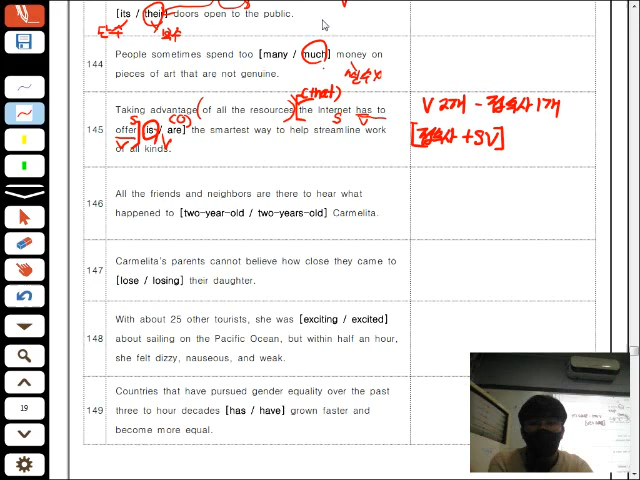 [its / their] doors open to the public.
단수 복수
144 People sometimes spend too [many / much] money on
pieces of art that are not genuine.
셀수X
(that)
145 Taking advantage of all the resources the Internet has to
S (O) S V
offer [is / are] the smartest way to help streamline work
V V
of all kinds.
V 2개 - 접속사 1개
[접속사 + SV]
146 All the friends and neighbors are there to hear what
happened to [two-year-old / two-years-old] Carmelita.
147 Carmelita's parents cannot believe how close they came to
[lose / losing] their daughter.
148 With about 25 other tourists, she was [exciting / excited]
about sailing on the Pacific Ocean, but within half an hour,
she felt dizzy, nauseous, and weak.
149 Countries that have pursued gender equality over the past
three to hour decades [has / have] grown faster and
become more equal.
19